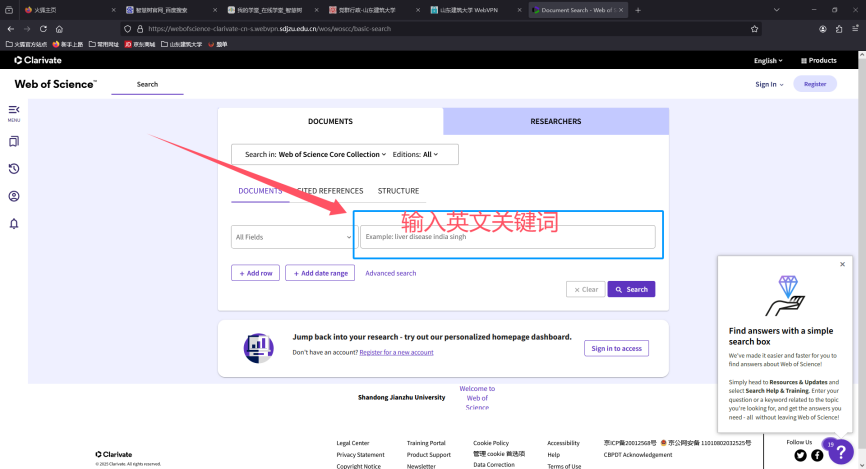 火狐主页
智慧树官网_百度搜索
我的学堂_在线学堂_智慧树
党群行政-山东建筑大学
山东建筑大学 WebVPN
Document Search - Web of
https://webofscience-clarivate-cn-s.webvpn.sdjzu.edu.cn/wos/woscc/basic-search
火狐官方站点
新手上路
常用网址
京东商城
山东建筑大学
Clarivate
English
Products
Web of Science™
Search
Sign In
Register
MENU
DOCUMENTS
RESEARCHERS
Search in: Web of Science Core Collection
Editions: All
DOCUMENTS
CITED REFERENCES
STRUCTURE
输入英文关键词
All Fields
Example: liver disease india singh
+ Add row
+ Add date range
Advanced search
× Clear
Search
Jump back into your research - try out our personalized homepage dashboard.
Don't have an account? Register for a new account
Sign in to access
Find answers with a simple
search box
We've made it easier and faster for you to
find answers about Web of Science!
Simply head to Resources & Updates and
select Search Help & Training. Enter your
question or a keyword related to the topic
you're looking for, and get the answers you
need - all without leaving Web of Science!
Shandong Jianzhu University
Welcome to
Web of
Science
Clarivate
© 2025 Clarivate. All rights reserved.
Legal Center
Privacy Statement
Copyright Notice
Training Portal
Product Support
Newsletter
Cookie Policy
管理 cookie 首选项
Data Correction
Accessibility
Help
Terms of Use
京ICP备20012568号
京公网安备 11010802032525号
CBPDT Acknowledgement
Follow Us
19
?